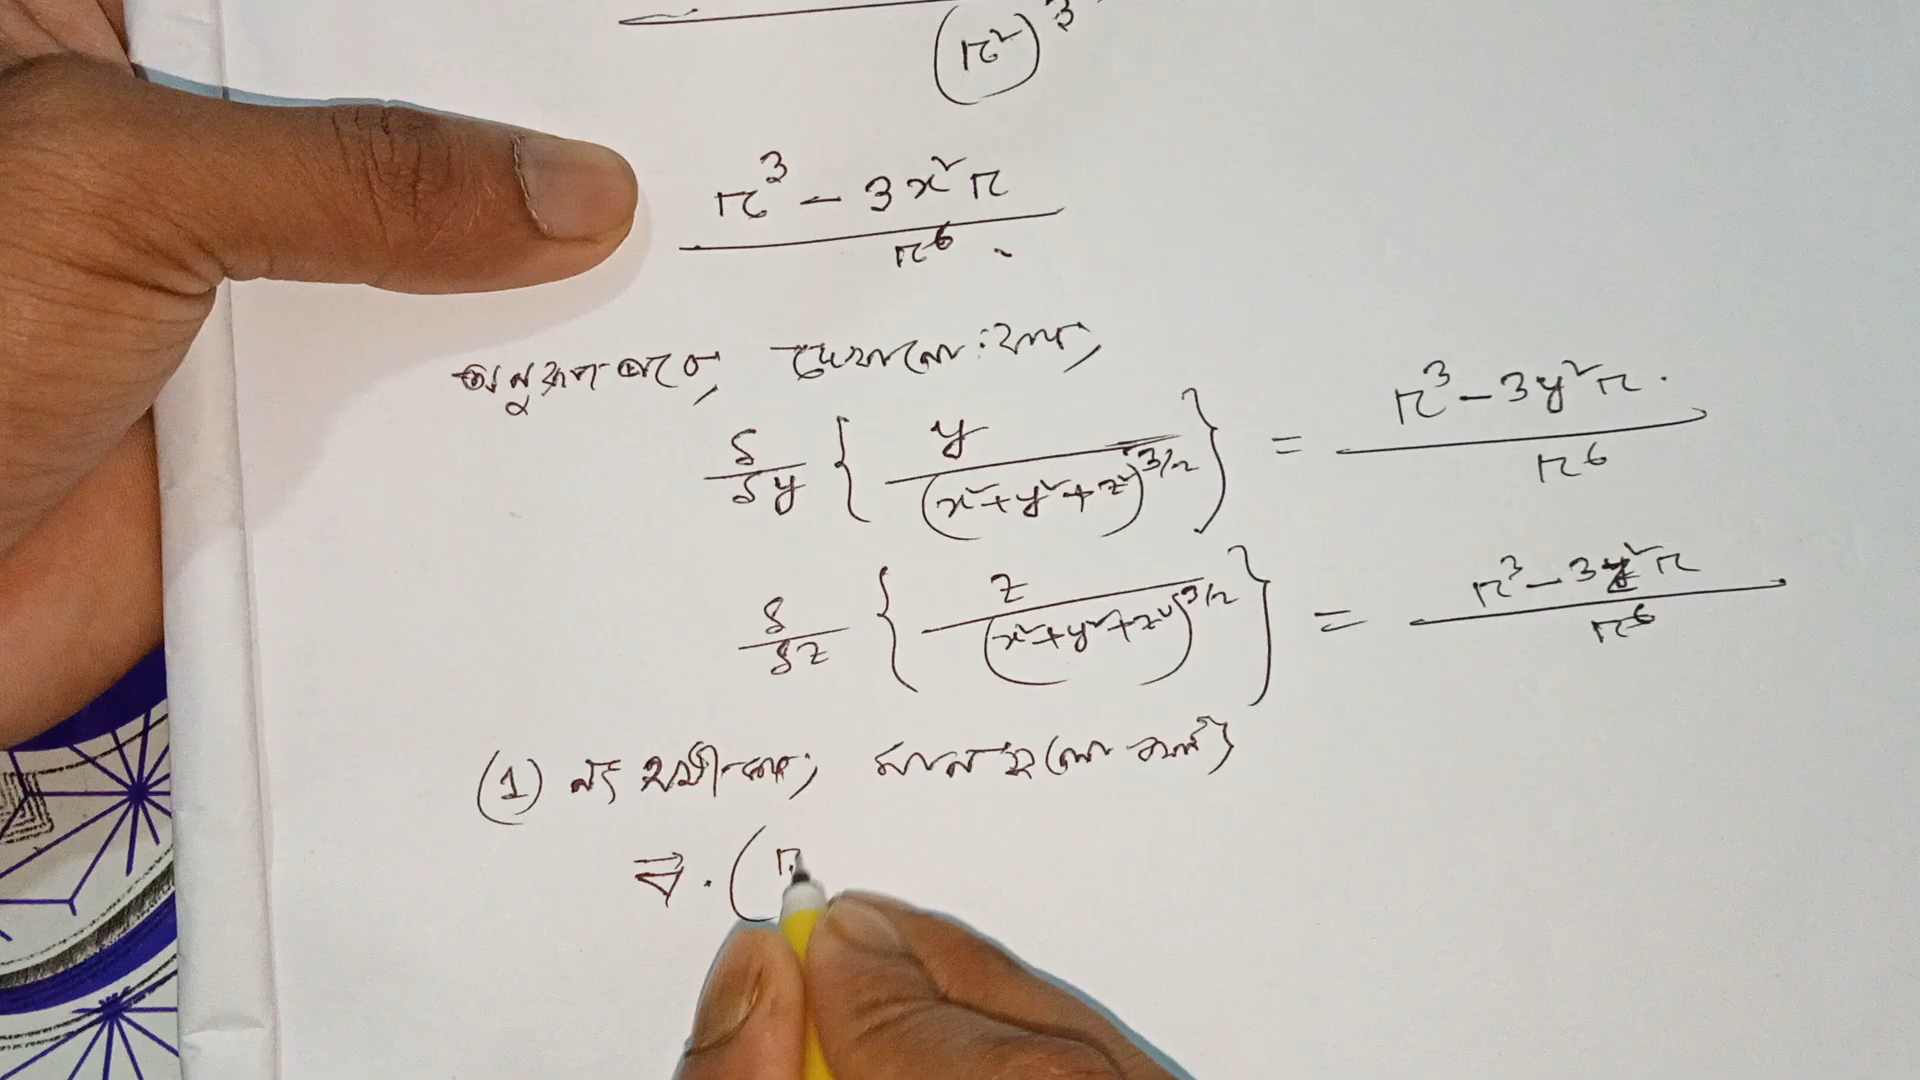 (r²)³
r³ - 3x²r / r⁶ .
অনুরূপ ভাবে, দেখানো যায়,
δ/δy { y / (x²+y²+z²)^3/2 } = r³ - 3y²r. / r⁶
δ/δz { z / (x²+y²+z²)^3/2 } = r³ - 3z²r / r⁶
(1) নং সমীকরণে মান
∇⃗ . ( r